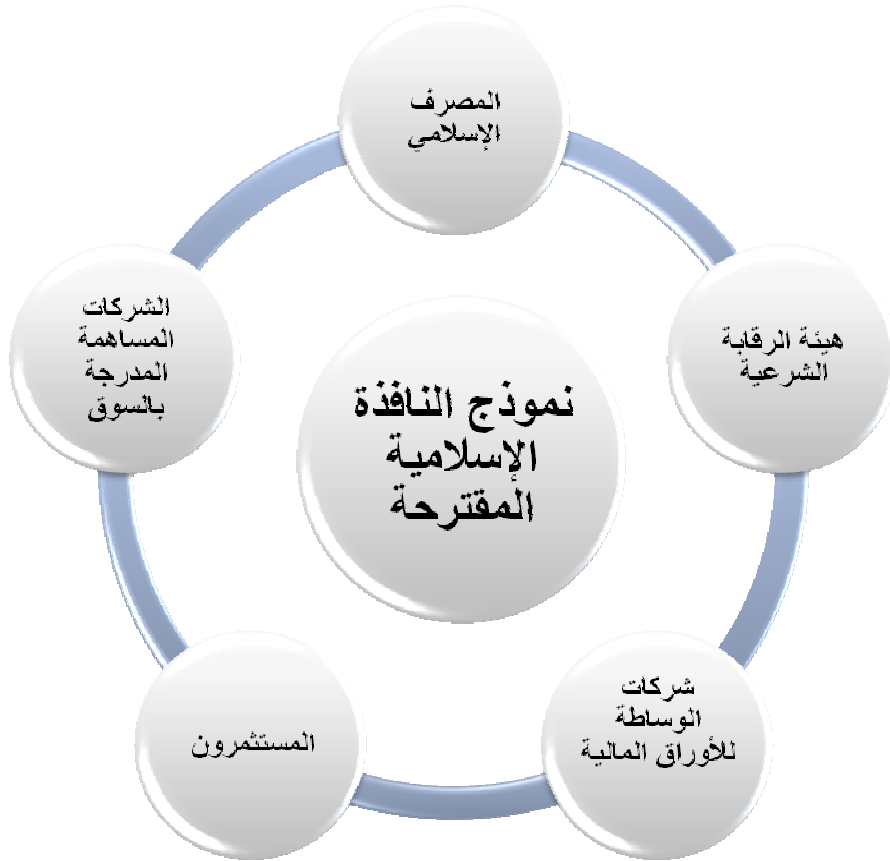 المصرف
الإسلامي
هيئة الرقابة
الشرعية
شركات
الوساطة
للأوراق المالية
المستثمرون
الشركات
المساهمة
المدرجة
بالسوق
نموذج النافذة
الإسلامية
المقترحة